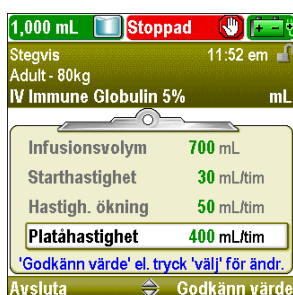 1,000 mL Stoppad
Stegvis 11:52 em
Adult - 80kg
IV Immune Globulin 5% mL
Infusionsvolym 700 mL
Starthastighet 30 mL/tim
Hastigh. ökning 50 mL/tim
Platåhastighet 400 mL/tim
'Godkänn värde' el. tryck 'välj' för ändr.
Avsluta Godkänn värde